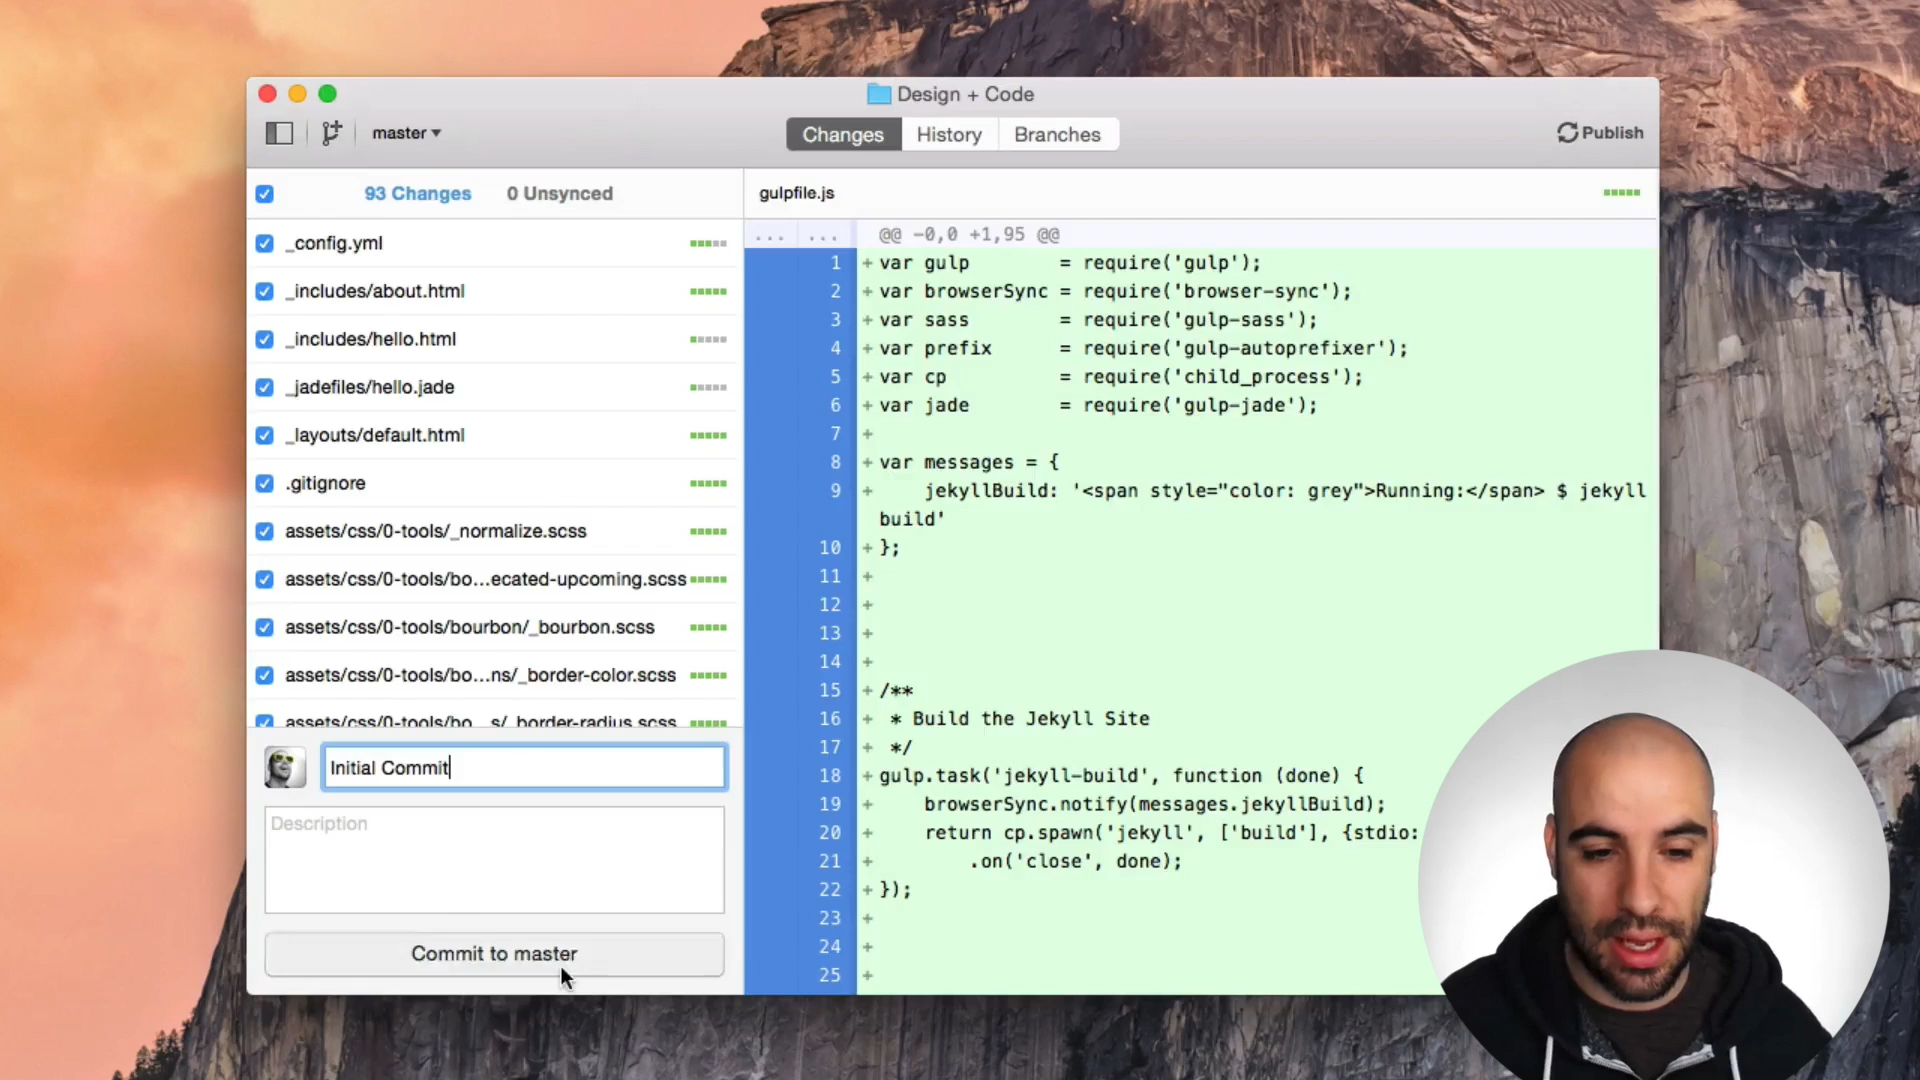 Design + Code
master
Changes
History
Branches
Publish
93 Changes
0 Unsynced
_config.yml
_includes/about.html
_includes/hello.html
_jadefiles/hello.jade
_layouts/default.html
.gitignore
assets/css/0-tools/_normalize.scss
assets/css/0-tools/bo...ecated-upcoming.scss
assets/css/0-tools/bourbon/_bourbon.scss
assets/css/0-tools/bo...ns/_border-color.scss
assets/css/0-tools/bo...s/_border-radius.scss
Initial Commit
Description
Commit to master
gulpfile.js
... ... @@ -0,0 +1,95 @@
1 +var gulp        = require('gulp');
2 +var browserSync = require('browser-sync');
3 +var sass        = require('gulp-sass');
4 +var prefix      = require('gulp-autoprefixer');
5 +var cp          = require('child_process');
6 +var jade        = require('gulp-jade');
7 +
8 +var messages = {
9 +    jekyllBuild: '<span style="color: grey">Running:</span> $ jekyll
build'
10 +};
11 +
12 +
13 +
14 +
15 +/**
16 + * Build the Jekyll Site
17 + */
18 +gulp.task('jekyll-build', function (done) {
19 +    browserSync.notify(messages.jekyllBuild);
20 +    return cp.spawn('jekyll', ['build'], {stdio:
21 +        .on('close', done);
22 +});
23 +
24 +
25 +